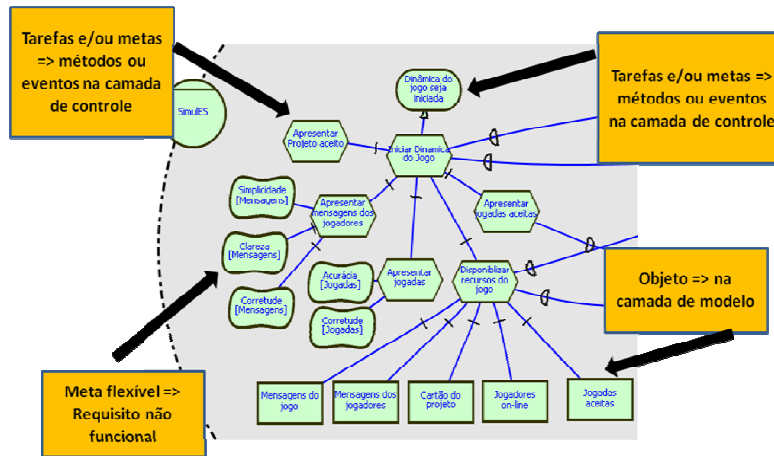 Tarefas e/ou metas
=> métodos ou
eventos na camada
de controle
Dinâmica do
jogo seja
iniciada
Tarefas e/ou metas =>
métodos ou eventos
na camada de controle
SimulES
Apresentar
Projeto aceito
Iniciar Dinamica
do Jogo
Simplicidade
[Mensagens]
Apresentar
mensagens dos
jogadores
Apresentar
jogadas aceitas
Clareza
[Mensagens]
Acurácia
[Jogadas]
Apresentar
jogadas
Disponibilizar
recursos do
jogo
Objeto => na
camada de modelo
Corretude
[Mensagens]
Corretude
[Jogadas]
Meta flexível =>
Requisito não
funcional
Mensagens do
jogo
Mensagens dos
jogadores
Cartão do
projeto
Jogadores
on-line
Jogadas
aceitas